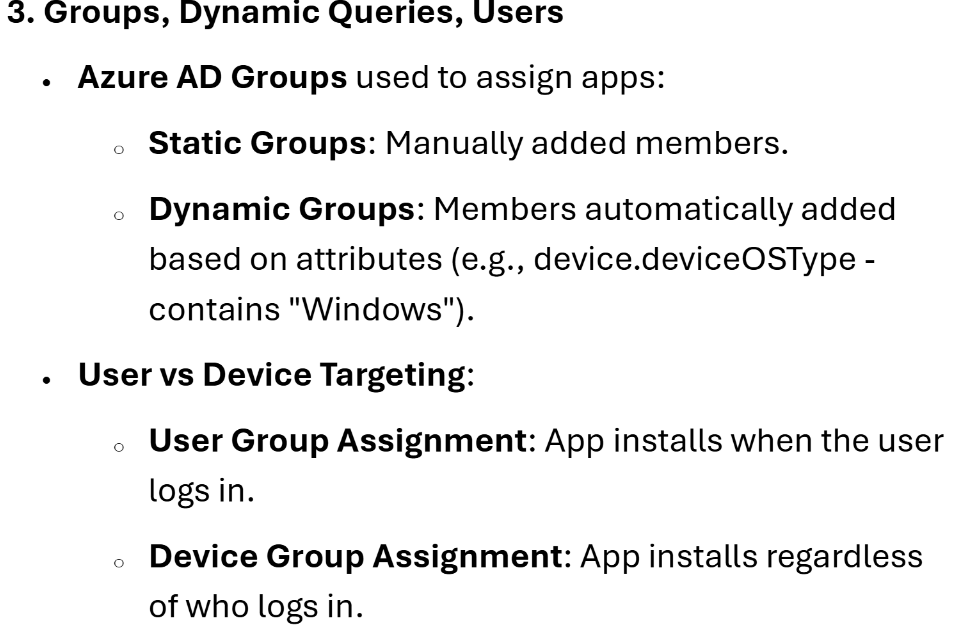 3. Groups, Dynamic Queries, Users
• Azure AD Groups used to assign apps:
○ Static Groups: Manually added members.
○ Dynamic Groups: Members automatically added
based on attributes (e.g., device.deviceOSType -
contains "Windows").
• User vs Device Targeting:
○ User Group Assignment: App installs when the user
logs in.
○ Device Group Assignment: App installs regardless
of who logs in.